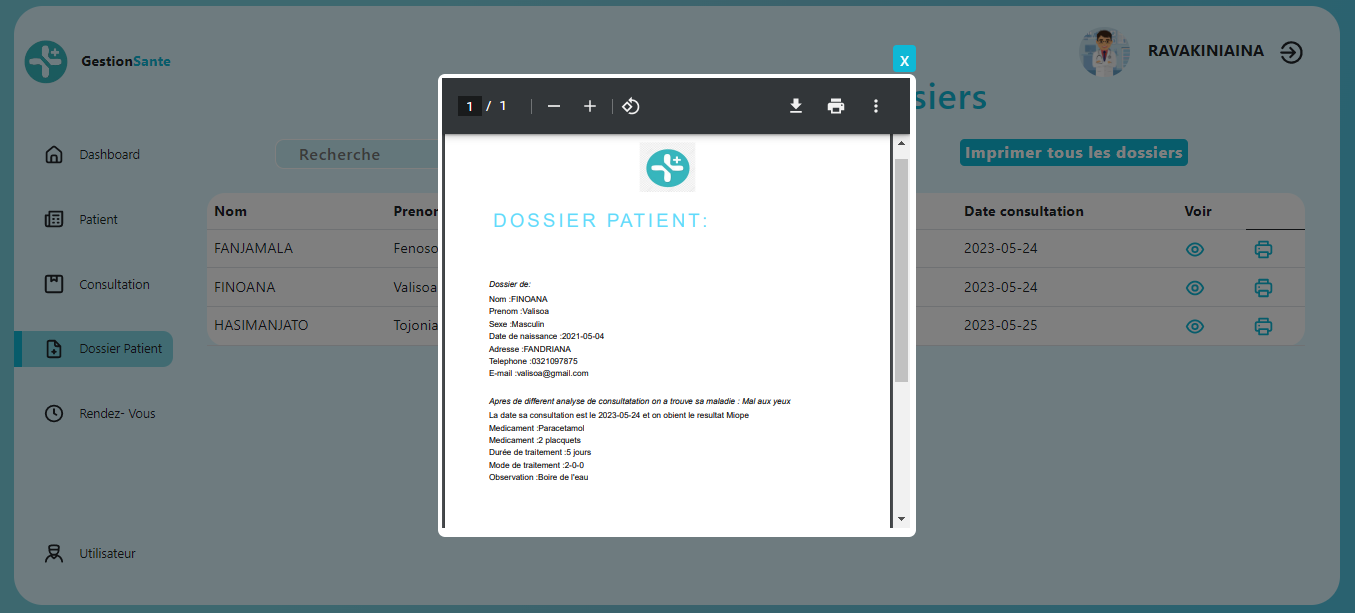 GestionSante
RAVAKINIAINA
X
siers
1 / 1
Dashboard
Recherche
Imprimer tous les dossiers
Nom
Date consultation
Voir
Patient
FANJAMALA
2023-05-24
FINOANA
2023-05-24
Consultation
HASIMANJATO
2023-05-25
Dossier Patient
Rendez- Vous
Utilisateur
DOSSIER PATIENT:
Dossier de:
Nom :FINOANA
Prenom :Valisoa
Sexe :Masculin
Date de naissance :2021-05-04
Adresse :FANDRIANA
Telephone :0321097875
E-mail :valisoa@gmail.com
Apres de different analyse de consultatation on a trouve sa maladie : Mal aux yeux
La date sa consultation est le 2023-05-24 et on obient le resultat Miope
Medicament :Paracetamol
Medicament :2 placquets
Durée de traitement :5 jours
Mode de traitement :2-0-0
Observation :Boire de l'eau